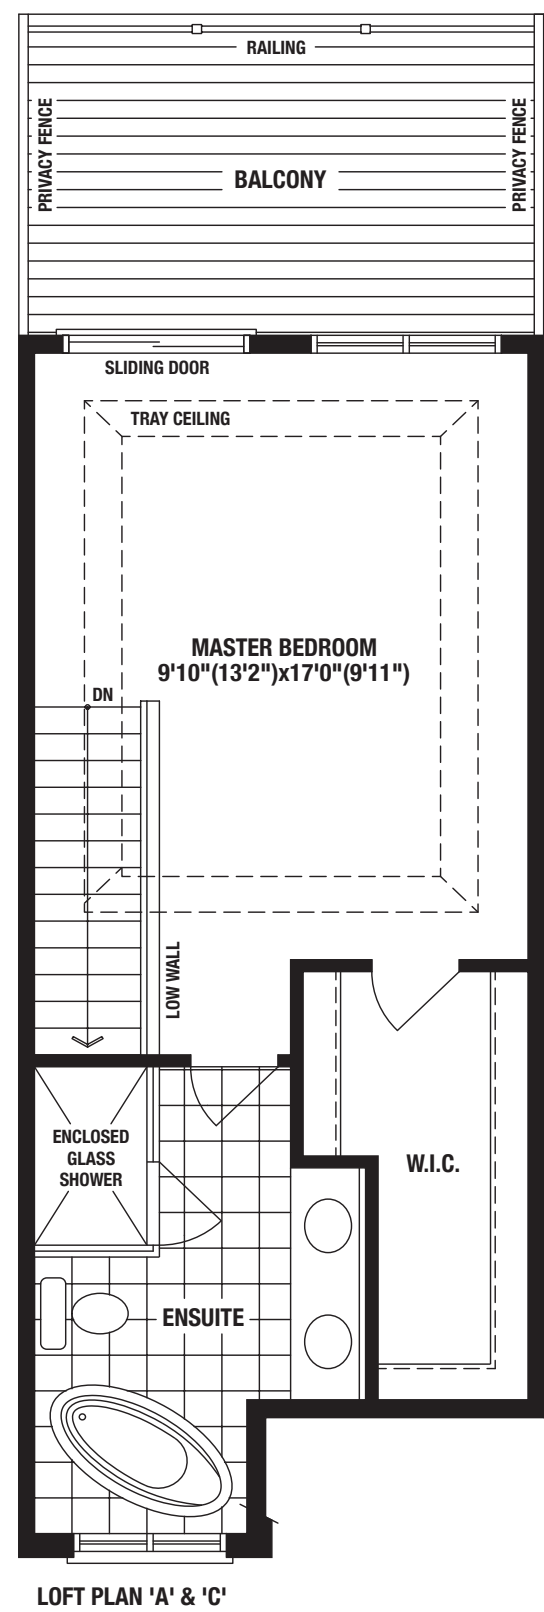 RAILING
PRIVACY FENCE
PRIVACY FENCE
BALCONY
SLIDING DOOR
TRAY CEILING
MASTER BEDROOM
9'10"(13'2")x17'0"(9'11")
DN
LOW WALL
ENCLOSED
GLASS
SHOWER
W.I.C.
ENSUITE
LOFT PLAN 'A' & 'C'